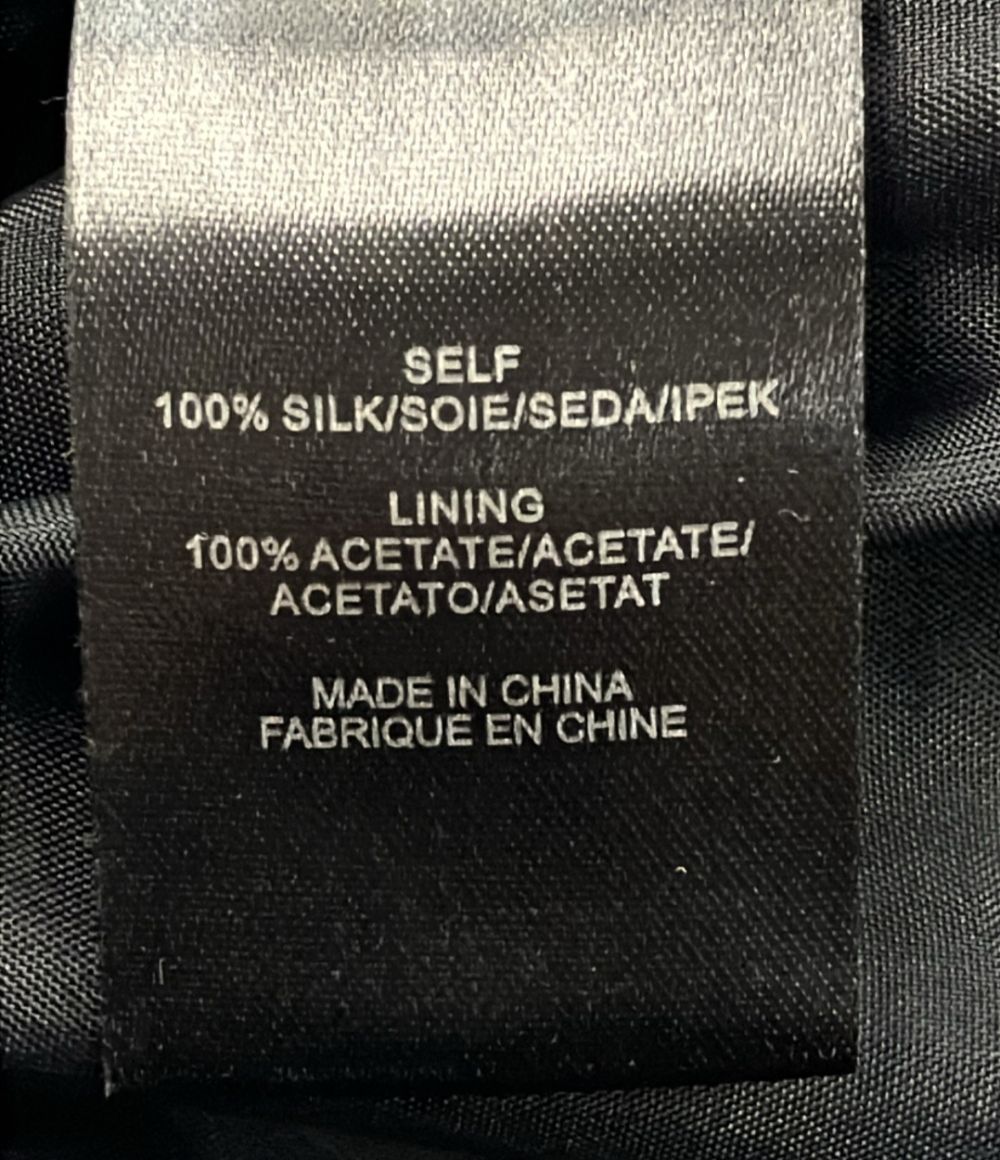 SELF
100% SILK/SOIE/SEDA/IPEK
LINING
100% ACETATE/ACETATE/
ACETATO/ASETAT
MADE IN CHINA
FABRIQUE EN CHINE